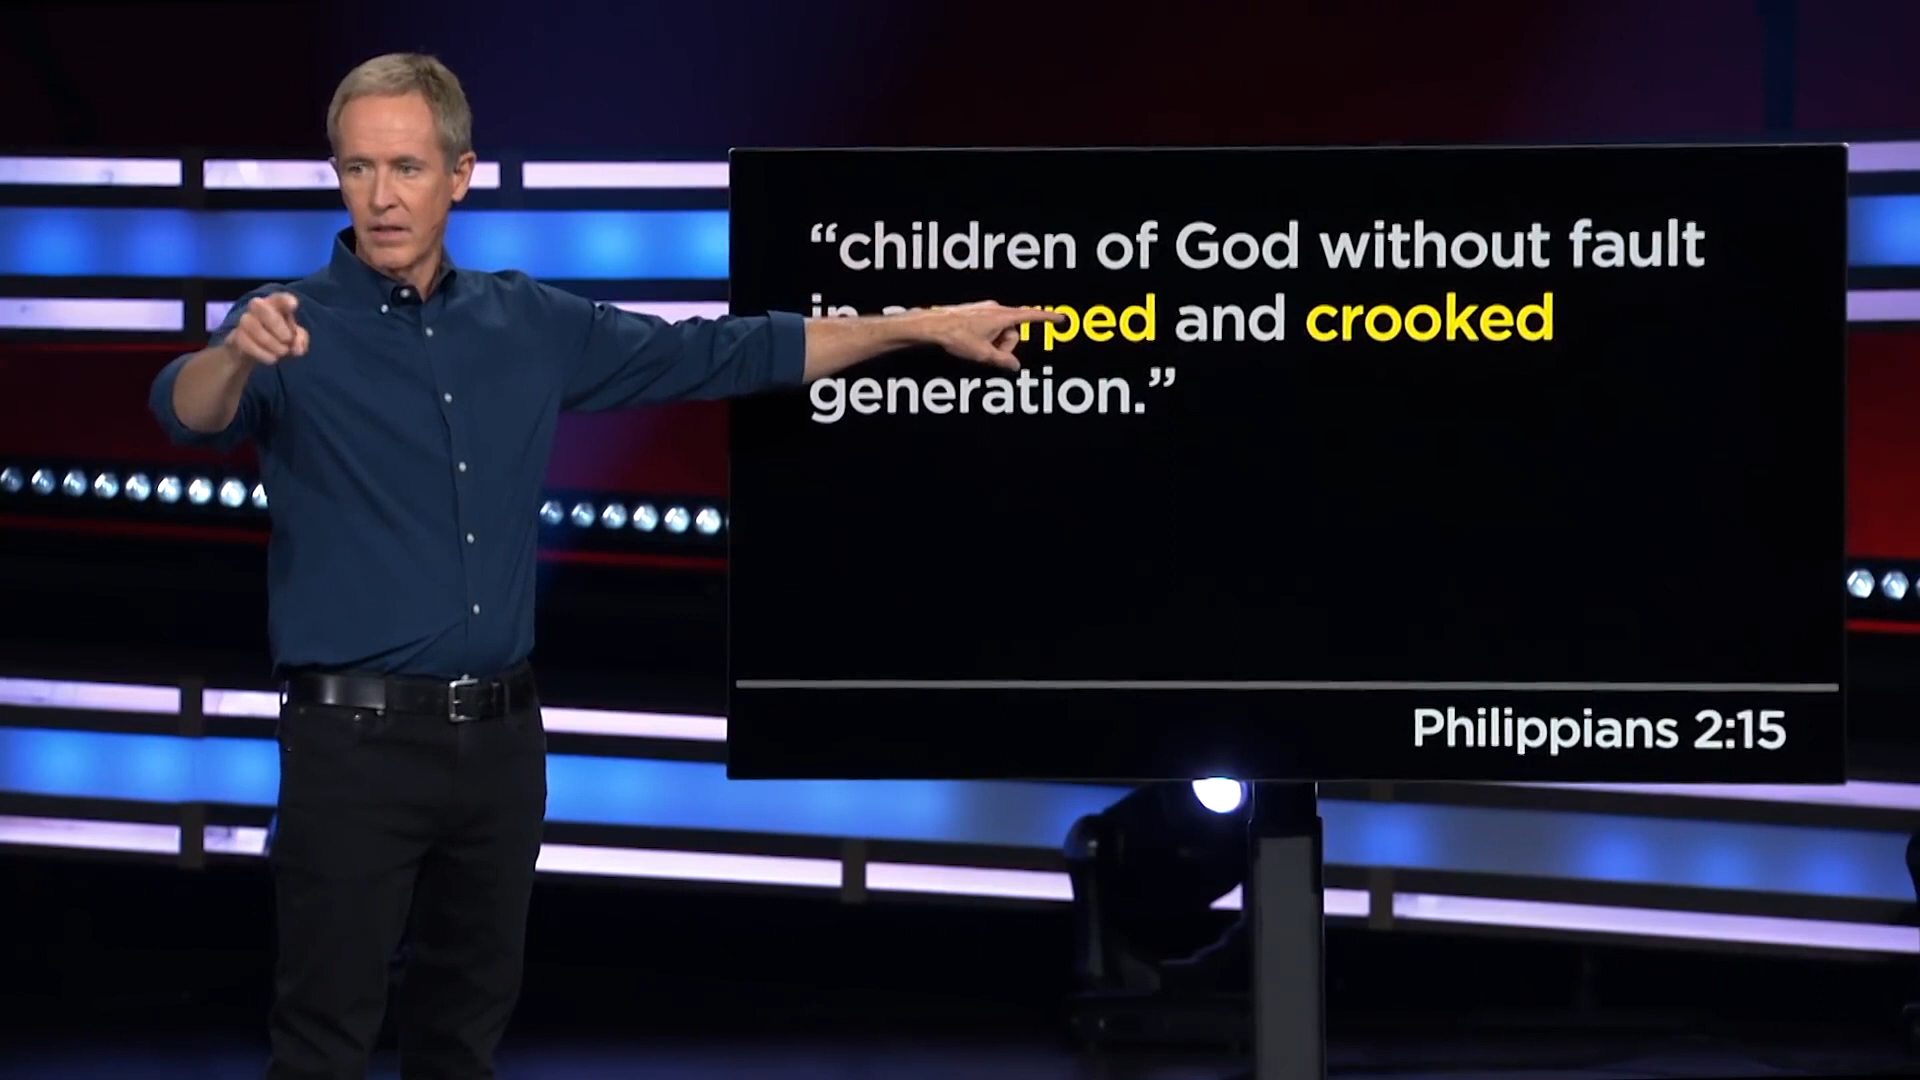 “children of God without fault
and crooked
generation.”
Philippians 2:15